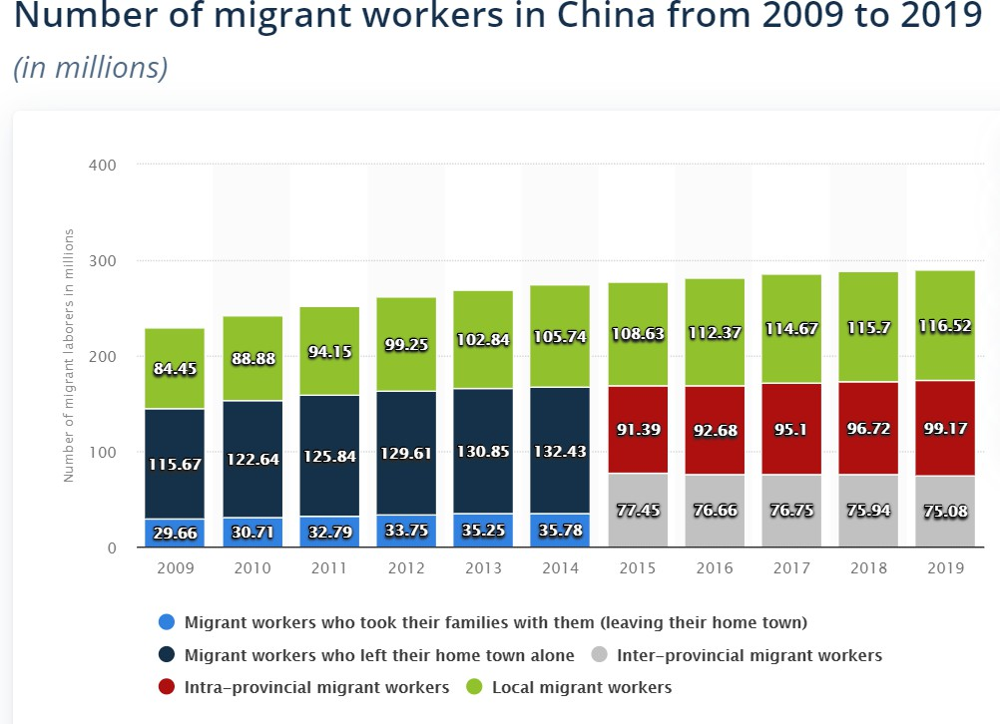 Number of migrant workers in China from 2009 to 2019
(in millions)
Number of migrant laborers in millions
400
300
200
100
0
84.45 88.88 94.15 99.25 102.84 105.74 108.63 112.37 114.67 115.7 116.52
115.67 122.64 125.84 129.61 130.85 132.43 91.39 92.68 95.1 96.72 99.17
29.66 30.71 32.79 33.75 35.25 35.78 77.45 76.66 76.75 75.94 75.08
2009 2010 2011 2012 2013 2014 2015 2016 2017 2018 2019
Migrant workers who took their families with them (leaving their home town)
Migrant workers who left their home town alone Inter-provincial migrant workers
Intra-provincial migrant workers Local migrant workers